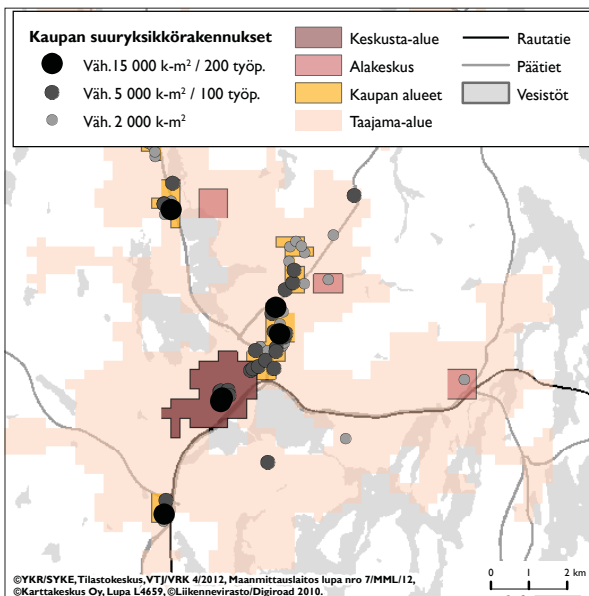 Kaupan suuryksikkörakennukset
Väh.15 000 k-m² / 200 työp.
Väh. 5 000 k-m² / 100 työp.
Väh. 2 000 k-m²
Keskusta-alue
Alakeskus
Kaupan alueet
Taajama-alue
Rautatie
Päätiet
Vesistöt
©YKR/SYKE, Tilastokeskus, VTJ/VRK 4/2012, Maanmittauslaitos lupa nro 7/MML/12,
©Karttakeskus Oy, Lupa L4659, ©Liikennevirasto/Digiroad 2010.
0 1 2 km